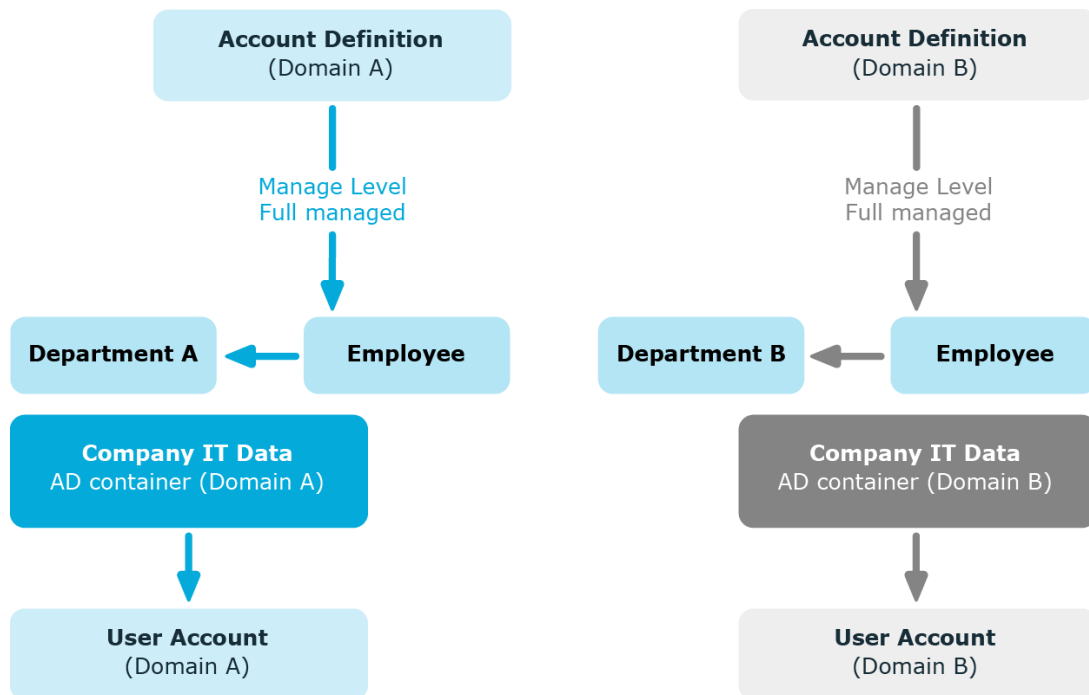 Account Definition
(Domain A)
Manage Level
Full managed
Department A
Employee
Company IT Data
AD container (Domain A)
User Account
(Domain A)
Account Definition
(Domain B)
Manage Level
Full managed
Department B
Employee
Company IT Data
AD container (Domain B)
User Account
(Domain B)